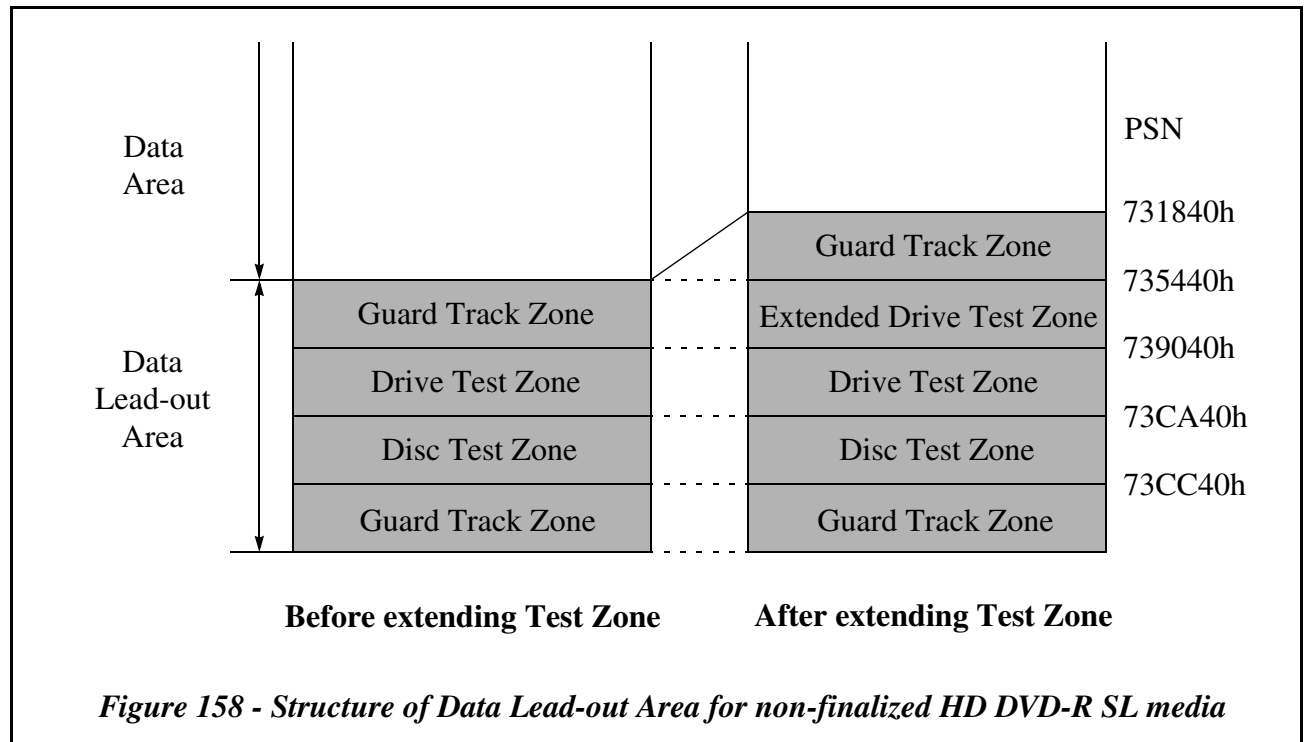 Data
Area
PSN
731840h
Guard Track Zone
735440h
Guard Track Zone
Extended Drive Test Zone
739040h
Data
Lead-out
Area
Drive Test Zone
Drive Test Zone
73CA40h
Disc Test Zone
Disc Test Zone
73CC40h
Guard Track Zone
Guard Track Zone
Before extending Test Zone
After extending Test Zone
Figure 158 - Structure of Data Lead-out Area for non-finalized HD DVD-R SL media